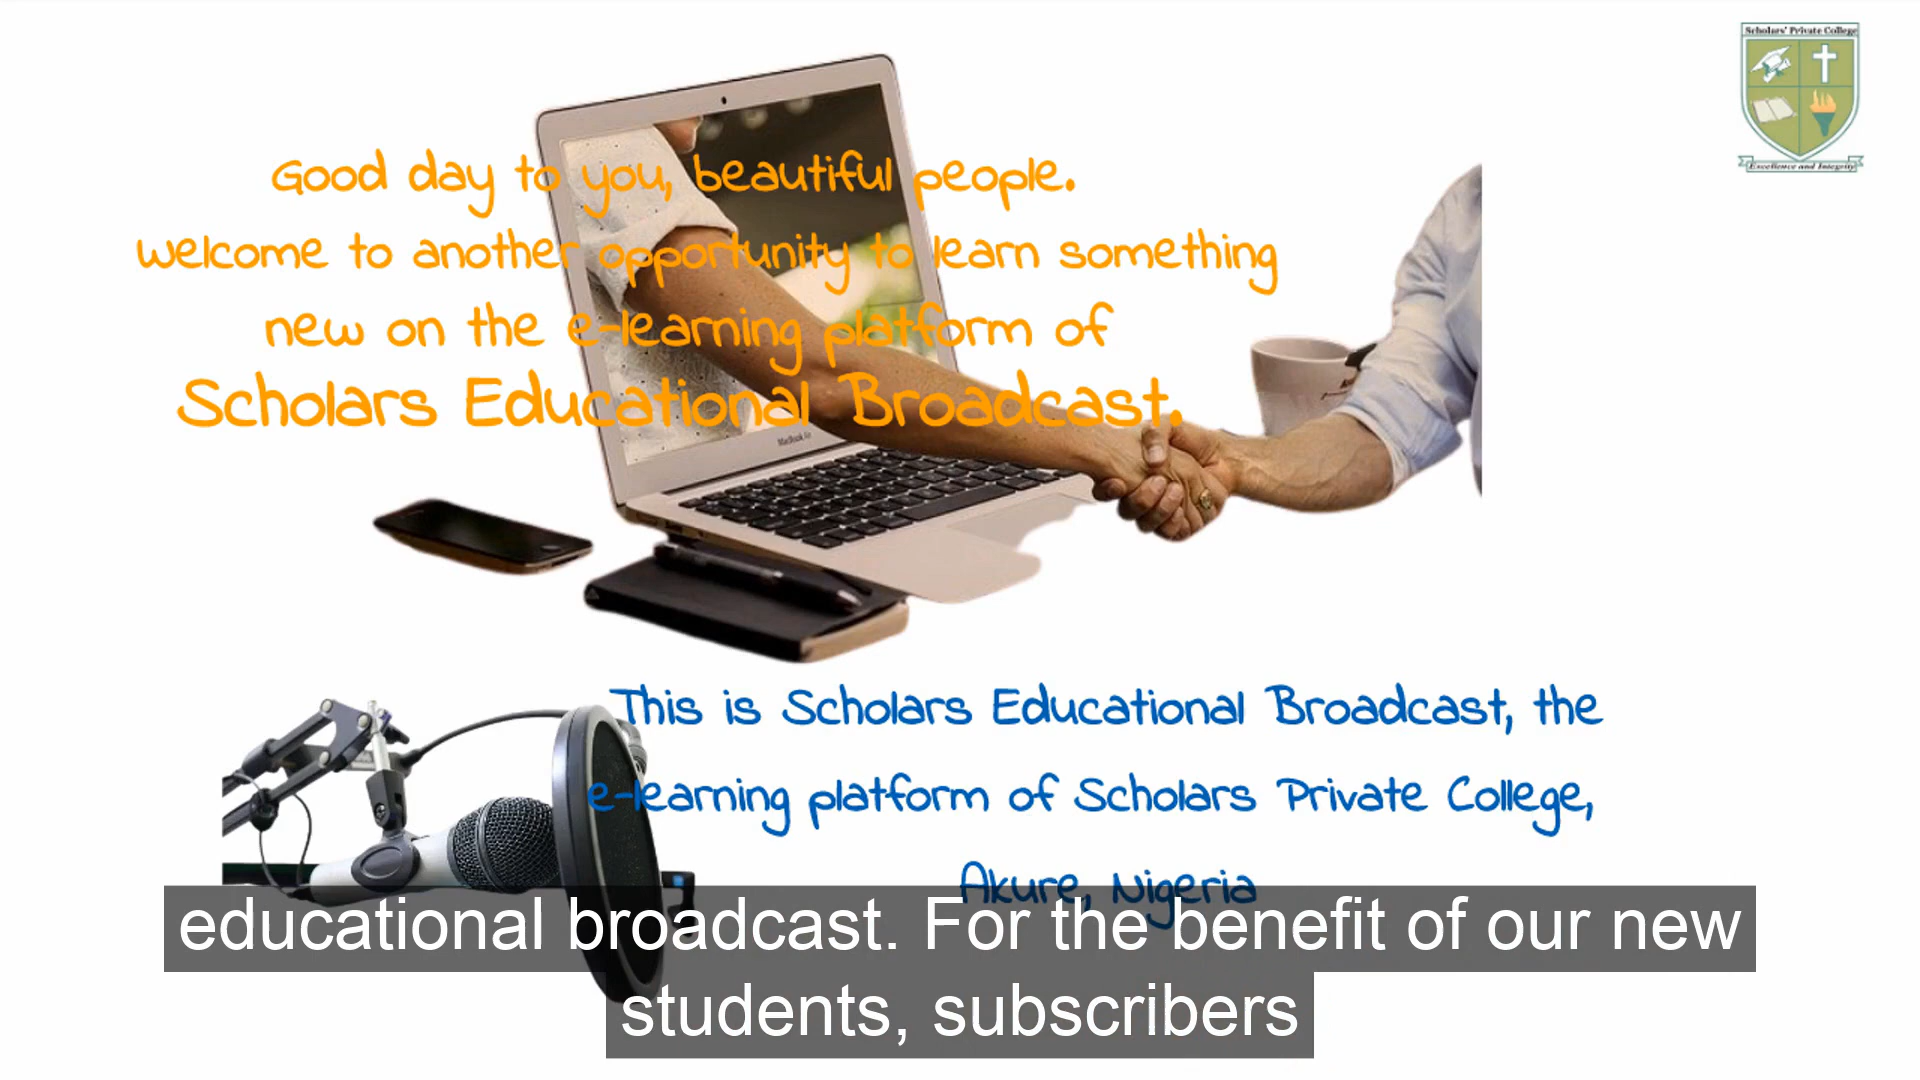 Scholars' Private College
Excellence and Integrity
Good day to you, beautiful people.
Welcome to another opportunity to learn something
new on the e-learning platform of
Scholars Educational Broadcast.
MacBook Air
This is Scholars Educational Broadcast, the
e-learning platform of Scholars Private College,
Akure, Nigeria
educational broadcast. For the benefit of our new
students, subscribers